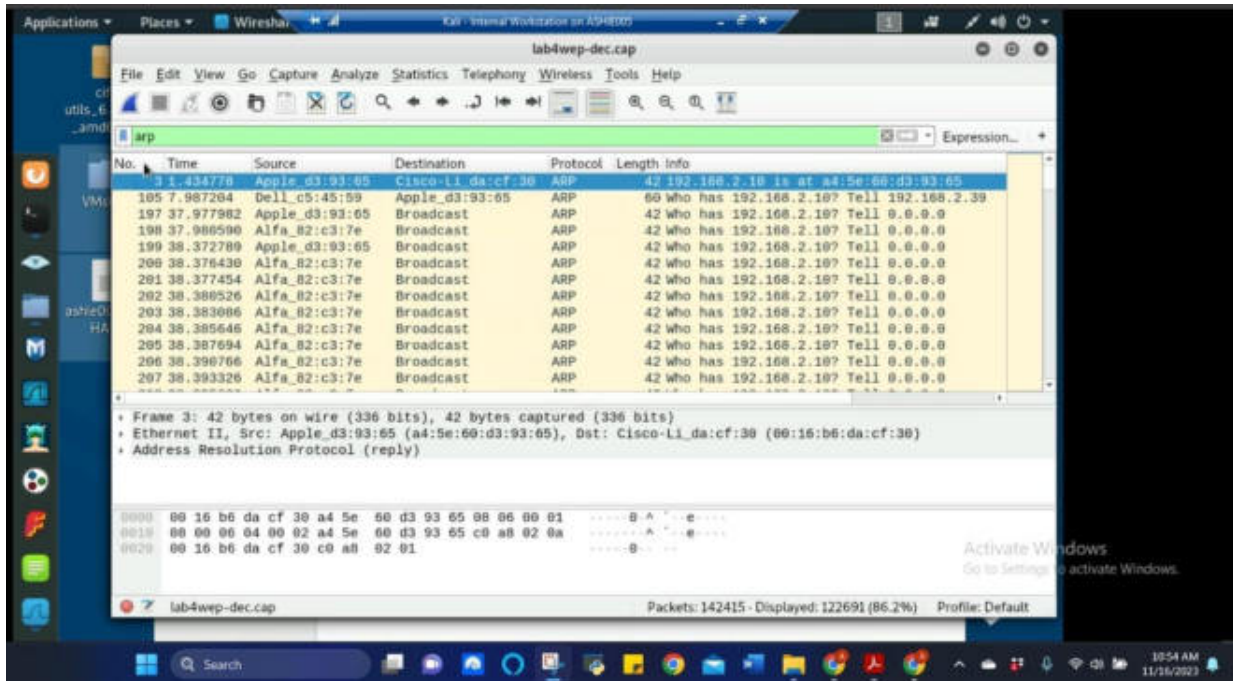 Applications Places Wireshar Kali - Internal Workstation on ASHIE005 1
lab4wep-dec.cap
File Edit View Go Capture Analyze Statistics Telephony Wireless Tools Help
utils_6
_amd
arp Expression... +
No. Time Source Destination Protocol Length Info
3 1.434778 Apple_d3:93:65 Cisco-Li_da:cf:30 ARP 42 192.168.2.10 is at a4:5e:60:d3:93:65
105 7.987204 Dell_c5:45:59 Apple_d3:93:65 ARP 60 Who has 192.168.2.10? Tell 192.168.2.39
197 37.977982 Apple_d3:93:65 Broadcast ARP 42 Who has 192.168.2.10? Tell 0.0.0.0
198 37.980590 Alfa_82:c3:7e Broadcast ARP 42 Who has 192.168.2.10? Tell 0.0.0.0
199 38.372789 Apple_d3:93:65 Broadcast ARP 42 Who has 192.168.2.10? Tell 0.0.0.0
200 38.376430 Alfa_82:c3:7e Broadcast ARP 42 Who has 192.168.2.10? Tell 0.0.0.0
201 38.377454 Alfa_82:c3:7e Broadcast ARP 42 Who has 192.168.2.10? Tell 0.0.0.0
202 38.380526 Alfa_82:c3:7e Broadcast ARP 42 Who has 192.168.2.10? Tell 0.0.0.0
203 38.383086 Alfa_82:c3:7e Broadcast ARP 42 Who has 192.168.2.10? Tell 0.0.0.0
204 38.385646 Alfa_82:c3:7e Broadcast ARP 42 Who has 192.168.2.10? Tell 0.0.0.0
205 38.387694 Alfa_82:c3:7e Broadcast ARP 42 Who has 192.168.2.10? Tell 0.0.0.0
206 38.390766 Alfa_82:c3:7e Broadcast ARP 42 Who has 192.168.2.10? Tell 0.0.0.0
207 38.393326 Alfa_82:c3:7e Broadcast ARP 42 Who has 192.168.2.10? Tell 0.0.0.0
Frame 3: 42 bytes on wire (336 bits), 42 bytes captured (336 bits)
Ethernet II, Src: Apple_d3:93:65 (a4:5e:60:d3:93:65), Dst: Cisco-Li_da:cf:30 (00:16:b6:da:cf:30)
Address Resolution Protocol (reply)
0000 00 16 b6 da cf 30 a4 5e 60 d3 93 65 08 06 00 01 ·····0·^ `··e····
0010 08 00 06 04 00 02 a4 5e 60 d3 93 65 c0 a8 02 0a ·······^ `··e····
0020 00 16 b6 da cf 30 c0 a8 02 01 ·····0·· ··
Activate Windows
Go to Settings to activate Windows.
lab4wep-dec.cap Packets: 142415 · Displayed: 122691 (86.2%) Profile: Default
Search
10:54 AM
11/16/2023